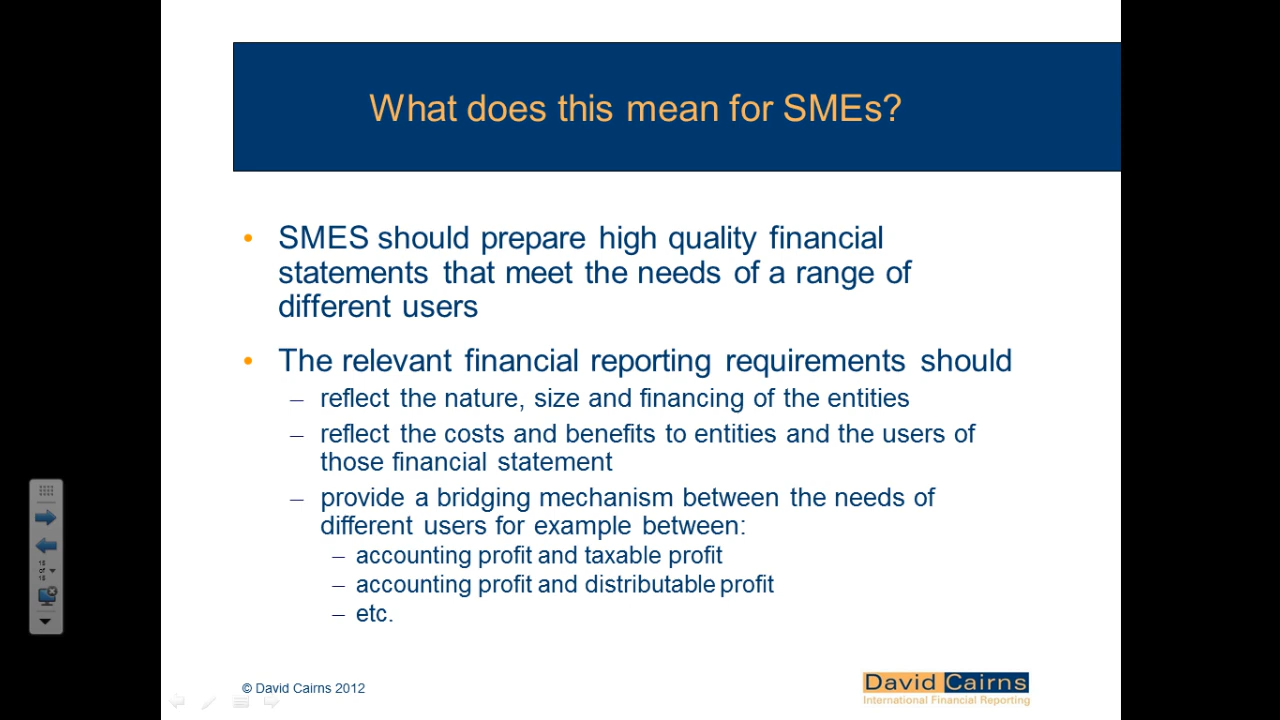 What does this mean for SMEs?
• SMES should prepare high quality financial
statements that meet the needs of a range of
different users
• The relevant financial reporting requirements should
– reflect the nature, size and financing of the entities
– reflect the costs and benefits to entities and the users of
those financial statement
– provide a bridging mechanism between the needs of
different users for example between:
– accounting profit and taxable profit
– accounting profit and distributable profit
– etc.
18
of
18
© David Cairns 2012
David Cairns
International Financial Reporting